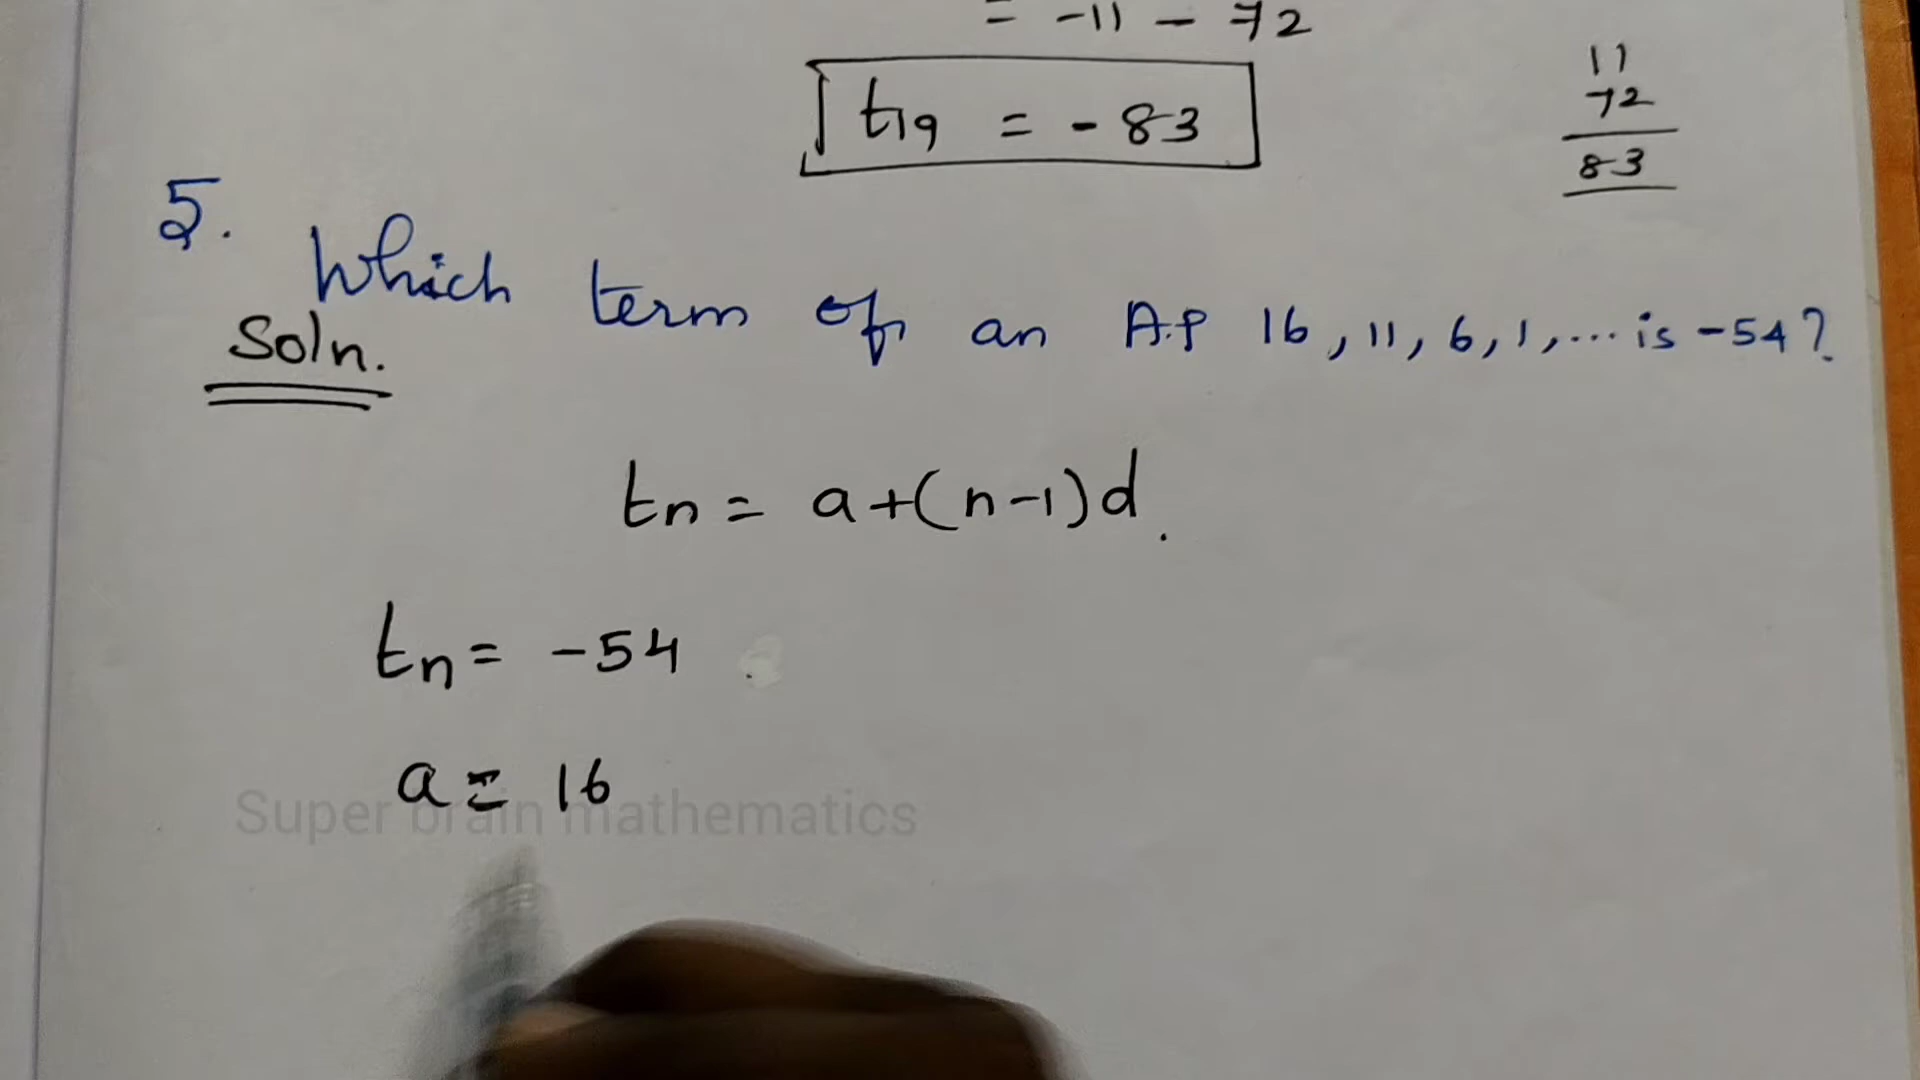 = -11 - 72
t19 = -83
11
72
83
5. Which term of an A.P 16, 11, 6, 1, ... is -54?
Soln.
tn = a+(n-1)d.
tn = -54
a = 16
Super brain mathematics